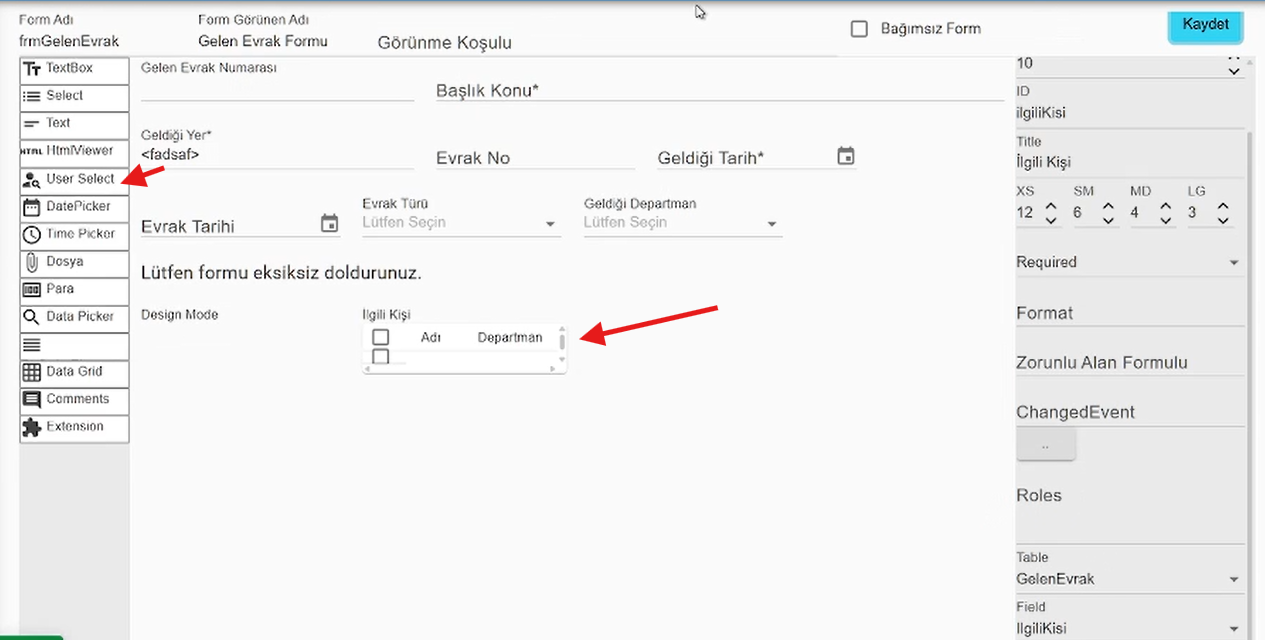 Form Adı
frmGelenEvrak
Form Görünen Adı
Gelen Evrak Formu
Görünme Koşulu
Bağımsız Form
Kaydet
TextBox
Select
Text
HTML HtmlViewer
User Select
DatePicker
Time Picker
Dosya
Para
Data Picker
Data Grid
Comments
Extension
Gelen Evrak Numarası
Başlık Konu*
Geldiği Yer*
<fadsaf>
Evrak No
Geldiği Tarih*
Evrak Tarihi
Evrak Türü
Lütfen Seçin
Geldiği Departman
Lütfen Seçin
Lütfen formu eksiksiz doldurunuz.
Design Mode
İlgili Kişi
Adı Departman
10
ID
ilgiliKisi
Title
İlgili Kişi
XS SM MD LG
12 6 4 3
Required
Format
Zorunlu Alan Formulu
ChangedEvent
..
Roles
Table
GelenEvrak
Field
IlgiliKisi